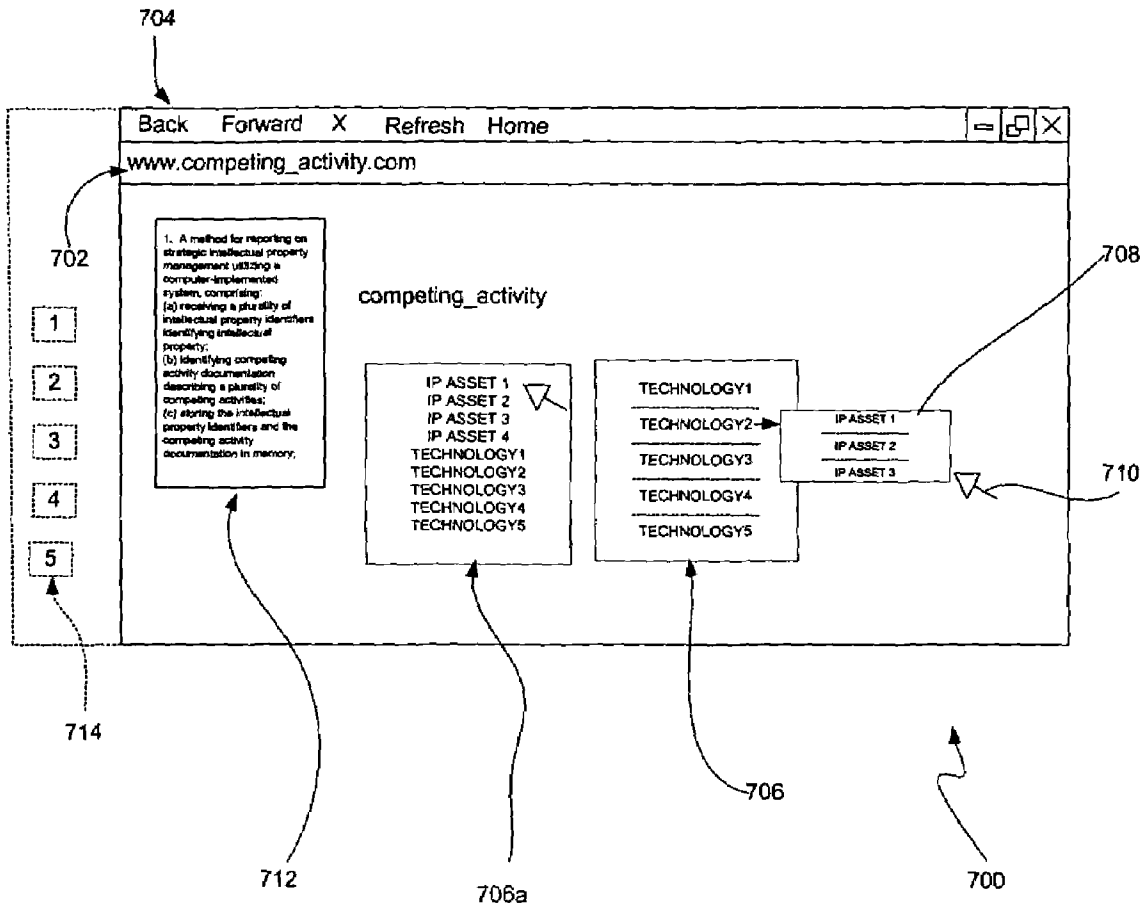 704
Back Forward X Refresh Home
www.competing_activity.com
702
1. A method for reporting on
strategic intellectual property
management utilizing a
computer-implemented
system, comprising:
(a) receiving a plurality of
intellectual property identifiers
identifying intellectual
property;
(b) identifying competing
activity documentation
describing a plurality of
competing activities;
(c) storing the intellectual
property identifiers and the
competing activity
documentation in memory;
competing_activity
708
1
2
3
4
5
IP ASSET 1
IP ASSET 2
IP ASSET 3
IP ASSET 4
TECHNOLOGY1
TECHNOLOGY2
TECHNOLOGY3
TECHNOLOGY4
TECHNOLOGY5
TECHNOLOGY1
TECHNOLOGY2
TECHNOLOGY3
TECHNOLOGY4
TECHNOLOGY5
IP ASSET 1
IP ASSET 2
IP ASSET 3
710
714
712
706a
706
700